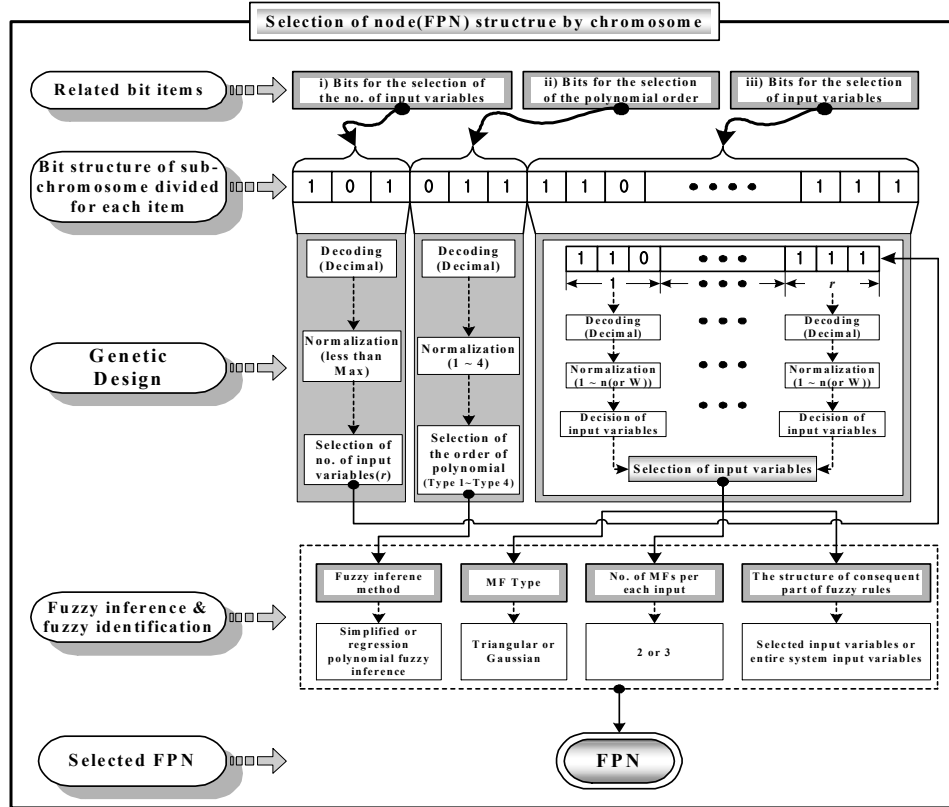 Selection of node(FPN) structrue by chromosome
Related bit items
i) Bits for the selection of
the no. of input variables
ii) Bits for the selection
of the polynomial order
iii) Bits for the selection
of input variables
Bit structure of sub-
chromosome divided
for each item
1 0 1 0 1 1 1 1 0 • • • • 1 1 1
Genetic
Design
Decoding
(Decimal)
Normalization
(less than
Max)
Selection of
no. of input
variables(r)
Decoding
(Decimal)
Normalization
(1 ~ 4)
Selection of
the order of
polynomial
(Type 1~Type 4)
1 1 0 • • • 1 1 1
1 • • • r
Decoding
(Decimal)
• • •
Decoding
(Decimal)
Normalization
(1 ~ n(or W))
• • •
Normalization
(1 ~ n(or W))
Decision of
input variables
• • •
Decision of
input variables
Selection of input variables
Fuzzy inference &
fuzzy identification
Fuzzy inferene
method
MF Type
No. of MFs per
each input
The structure of consequent
part of fuzzy rules
Simplified or
regression
polynomial fuzzy
inference
Triangular or
Gaussian
2 or 3
Selected input variables or
entire system input variables
Selected FPN
FPN